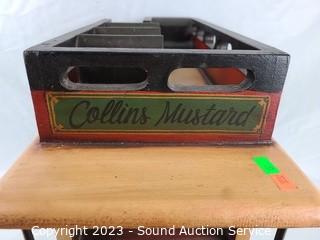 Collins Mustard
Copyright 2023 - Sound Auction Service